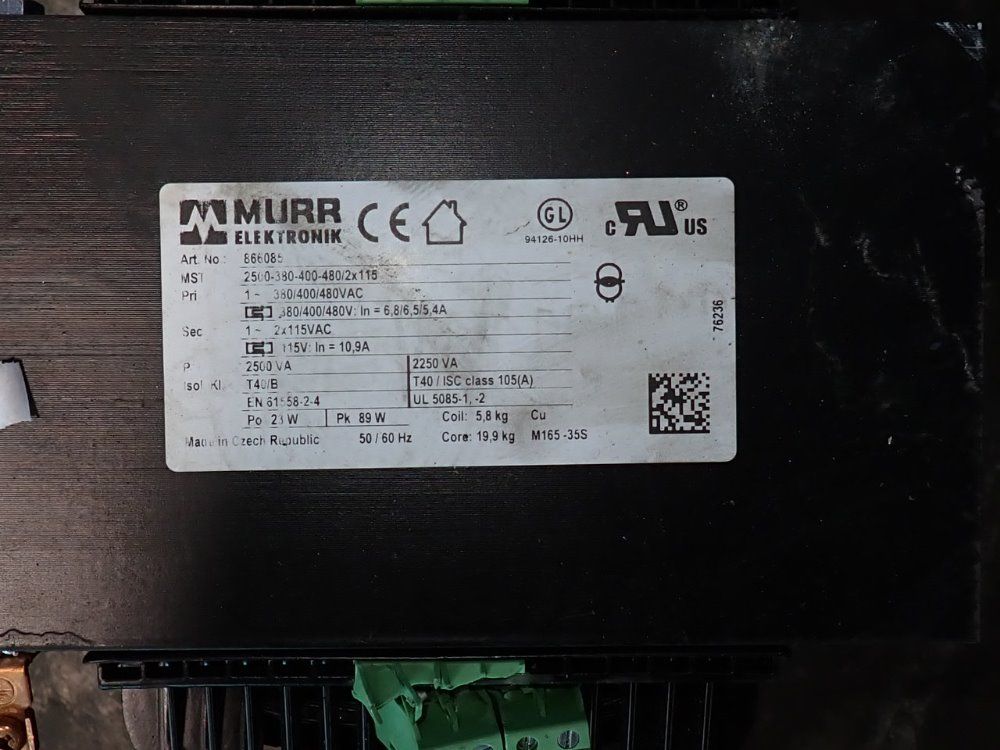 MURR
ELEKTRONIK
CE
GL
94126-10HH
c RU ® US
Art. No : 866085
MST 2500-380-400-480/2x115
Pri 1~ 380/400/480VAC
380/400/480V: In = 6,8/6,5/5,4A
Sec 1~ 2x115VAC
115V: In = 10,9A
P 2500 VA 2250 VA
Isol Kl. T40/B T40 / ISC class 105(A)
EN 61558-2-4 UL 5085-1, -2
Po 23 W Pk 89 W Coil: 5,8 kg Cu
Made in Czech Republic 50 / 60 Hz Core: 19,9 kg M165 -35S
76236